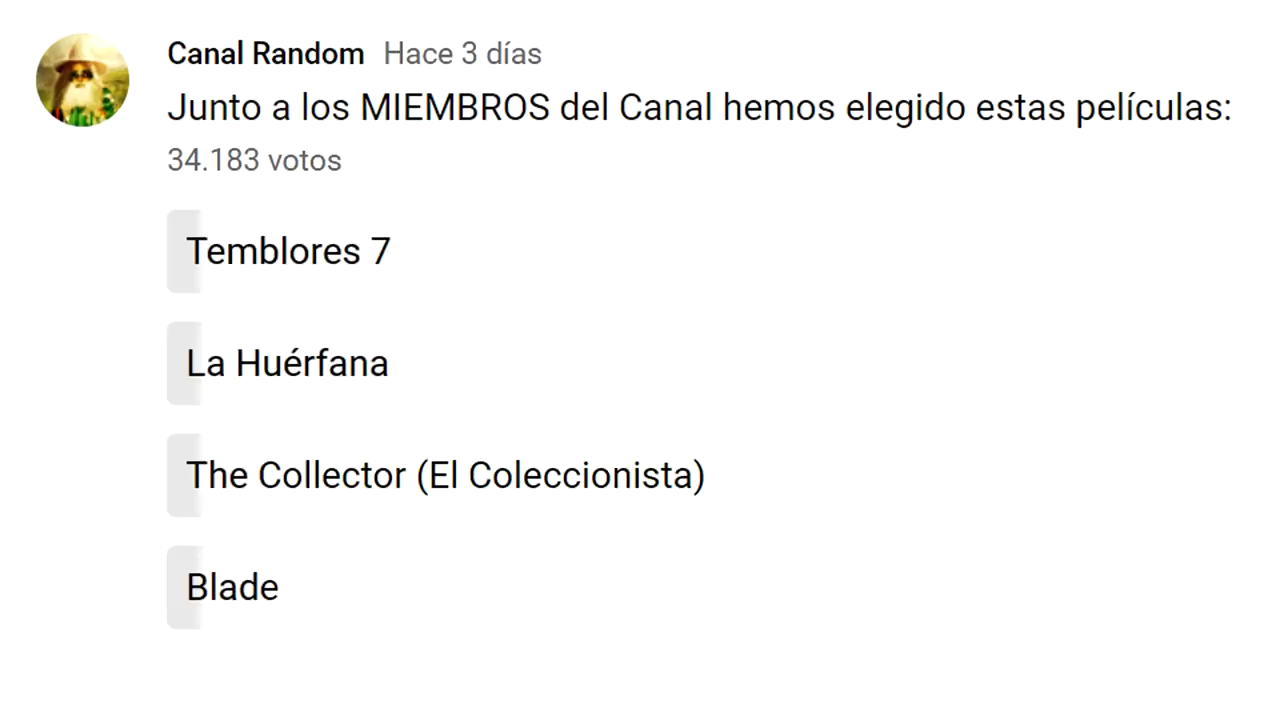 Canal Random Hace 3 días
Junto a los MIEMBROS del Canal hemos elegido estas películas:
34.183 votos
Temblores 7
La Huérfana
The Collector (El Coleccionista)
Blade